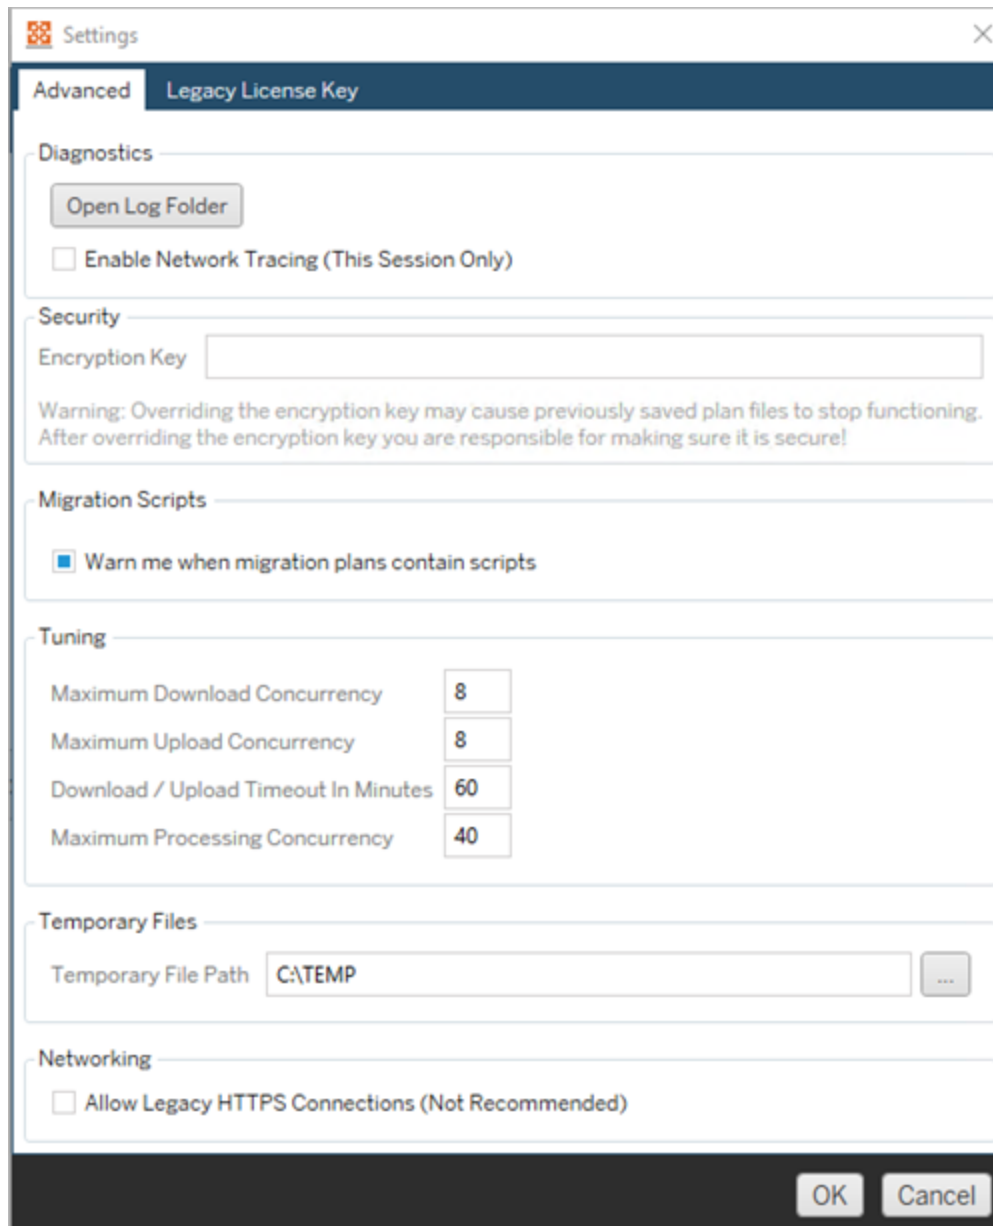 Settings
Advanced
Legacy License Key
Diagnostics
Open Log Folder
Enable Network Tracing (This Session Only)
Security
Encryption Key
Warning: Overriding the encryption key may cause previously saved plan files to stop functioning.
After overriding the encryption key you are responsible for making sure it is secure!
Migration Scripts
Warn me when migration plans contain scripts
Tuning
Maximum Download Concurrency 8
Maximum Upload Concurrency 8
Download / Upload Timeout In Minutes 60
Maximum Processing Concurrency 40
Temporary Files
Temporary File Path C:\TEMP ...
Networking
Allow Legacy HTTPS Connections (Not Recommended)
OK Cancel